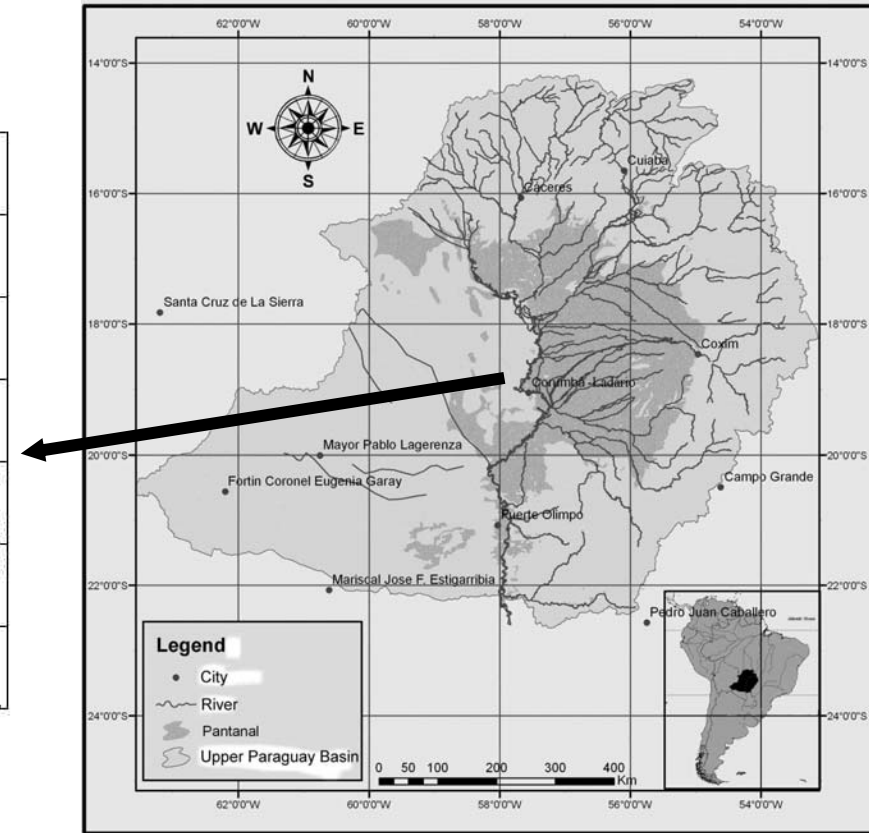 62°0'0"W 60°0'0"W 58°0'0"W 56°0'0"W 54°0'0"W
14°0'0"S 14°0'0"S
N
W E
S
Cuiabá
Cáceres
16°0'0"S 16°0'0"S
Santa Cruz de La Sierra
18°0'0"S 18°0'0"S
Coxim
Corumbá-Ladário
Mayor Pablo Lagerenza
20°0'0"S 20°0'0"S
Fortin Coronel Eugenia Garay
Campo Grande
Fuerte Olimpo
Mariscal Jose F. Estigarribia
22°0'0"S 22°0'0"S
Pedro Juan Caballero
Legend
City
River
Pantanal
Upper Paraguay Basin
24°0'0"S 24°0'0"S
0 50 100 200 300 400
Km
62°0'0"W 60°0'0"W 58°0'0"W 56°0'0"W 54°0'0"W